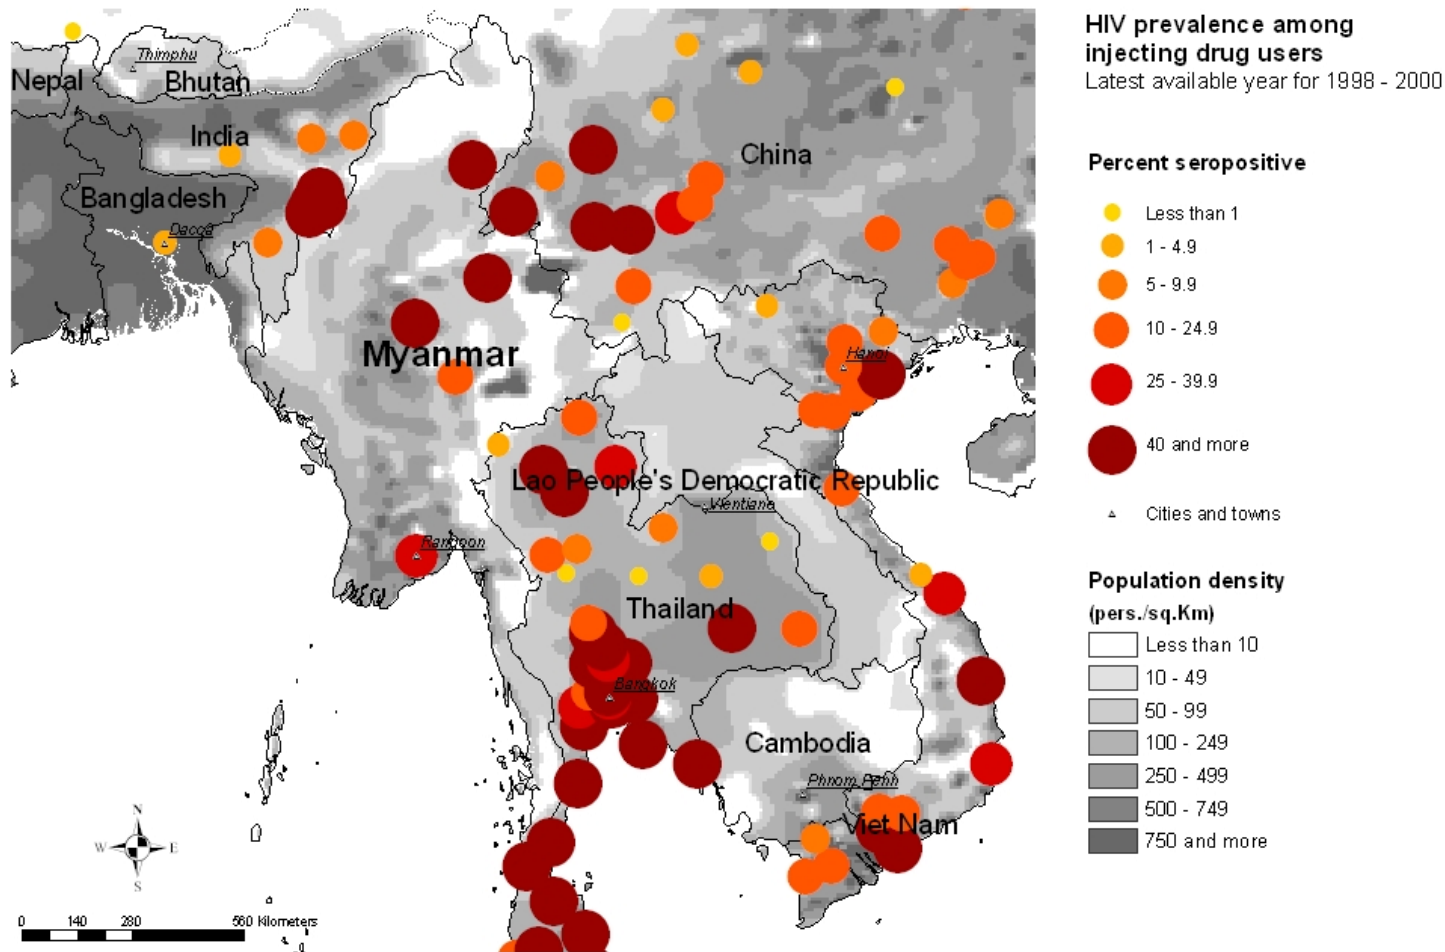 HIV prevalence among
injecting drug users
Latest available year for 1998 - 2000
Percent seropositive
Less than 1
1 - 4.9
5 - 9.9
10 - 24.9
25 - 39.9
40 and more
Cities and towns
Population density
(pers./sq.Km)
Less than 10
10 - 49
50 - 99
100 - 249
250 - 499
500 - 749
750 and more
Thimphu
Nepal
Bhutan
India
China
Bangladesh
Dacca
Myanmar
Hanoi
Lao People's Democratic Republic
Vientiane
Rangoon
Thailand
Bangkok
Cambodia
Phnom Penh
Viet Nam
N
W E
S
0 140 280 560 Kilometers